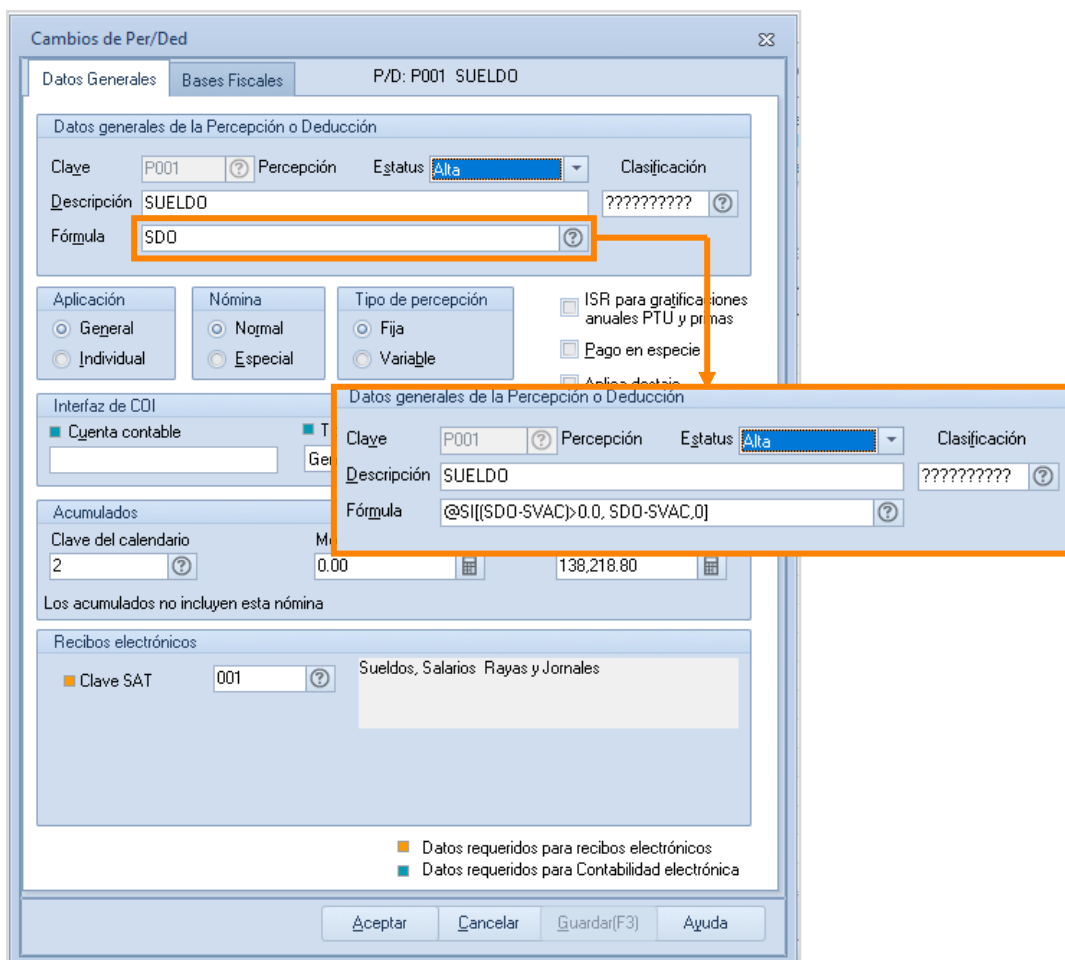 Cambios de Per/Ded
Datos Generales Bases Fiscales P/D: P001 SUELDO
Datos generales de la Percepción o Deducción
Clave P001 Percepción Estatus Alta Clasificación
Descripción SUELDO ??????????
Fórmula SDO
Aplicación
General
Individual
Nómina
Normal
Especial
Tipo de percepción
Fija
Variable
ISR para gratificaciones
anuales PTU y primas
Pago en especie
Aplica destajo
Interfaz de COI
Cuenta contable
Datos generales de la Percepción o Deducción
Clave P001 Percepción Estatus Alta Clasificación
Descripción SUELDO ??????????
Fórmula @SI[(SDO-SVAC)>0.0, SDO-SVAC,0]
Acumulados
Clave del calendario
2 0.00 138,218.80
Los acumulados no incluyen esta nómina
Recibos electrónicos
Clave SAT 001 Sueldos, Salarios Rayas y Jornales
Datos requeridos para recibos electrónicos
Datos requeridos para Contabilidad electrónica
Aceptar Cancelar Guardar(F3) Ayuda